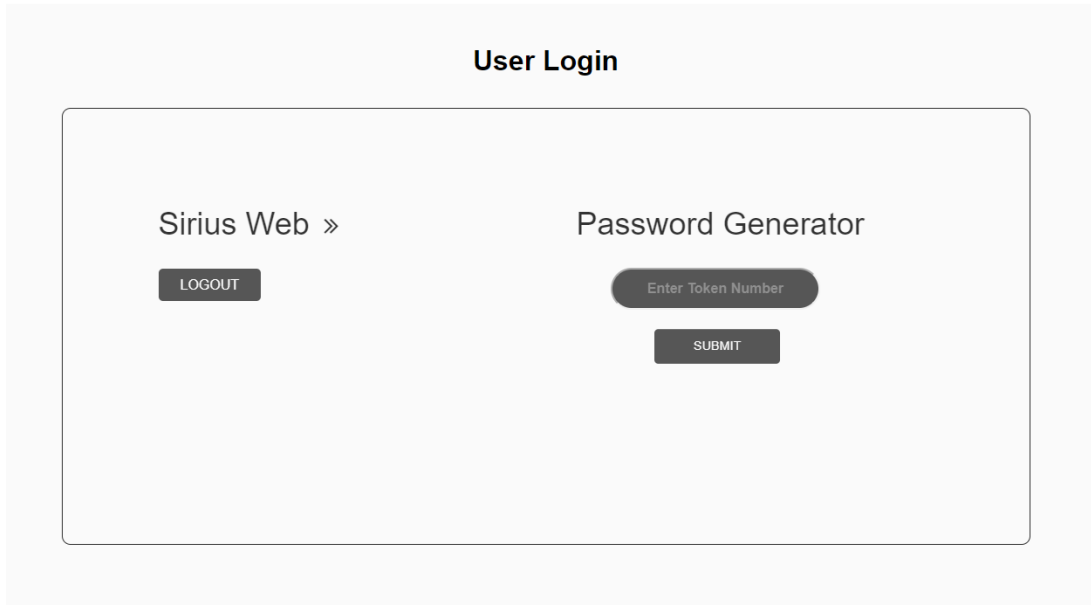 User Login
Sirius Web »
LOGOUT
Password Generator
Enter Token Number
SUBMIT